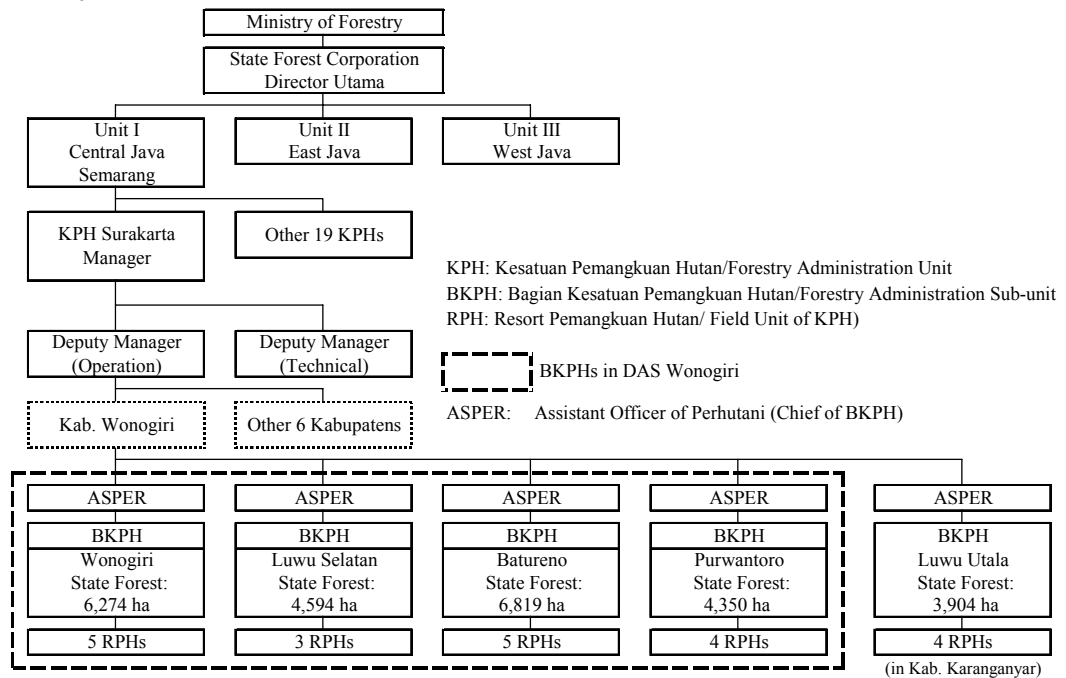 Ministry of Forestry
State Forest Corporation
Director Utama
Unit I
Central Java
Semarang
Unit II
East Java
Unit III
West Java
KPH Surakarta
Manager
Other 19 KPHs
KPH: Kesatuan Pemangkuan Hutan/Forestry Administration Unit
BKPH: Bagian Kesatuan Pemangkuan Hutan/Forestry Administration Sub-unit
RPH: Resort Pemangkuan Hutan/ Field Unit of KPH)
Deputy Manager
(Operation)
Deputy Manager
(Technical)
BKPHs in DAS Wonogiri
Kab. Wonogiri
Other 6 Kabupatens
ASPER: Assistant Officer of Perhutani (Chief of BKPH)
ASPER
BKPH
Wonogiri
State Forest:
6,274 ha
5 RPHs
ASPER
BKPH
Luwu Selatan
State Forest:
4,594 ha
3 RPHs
ASPER
BKPH
Batureno
State Forest:
6,819 ha
5 RPHs
ASPER
BKPH
Purwantoro
State Forest:
4,350 ha
4 RPHs
ASPER
BKPH
Luwu Utala
State Forest:
3,904 ha
4 RPHs
(in Kab. Karanganyar)